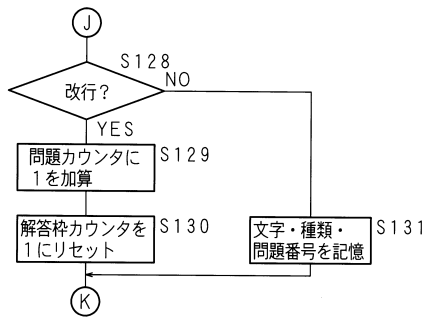 J
S128
改行？
NO
YES
問題カウンタに
1を加算
S129
解答枠カウンタを
1にリセット
S130
文字・種類・
問題番号を記憶
S131
K